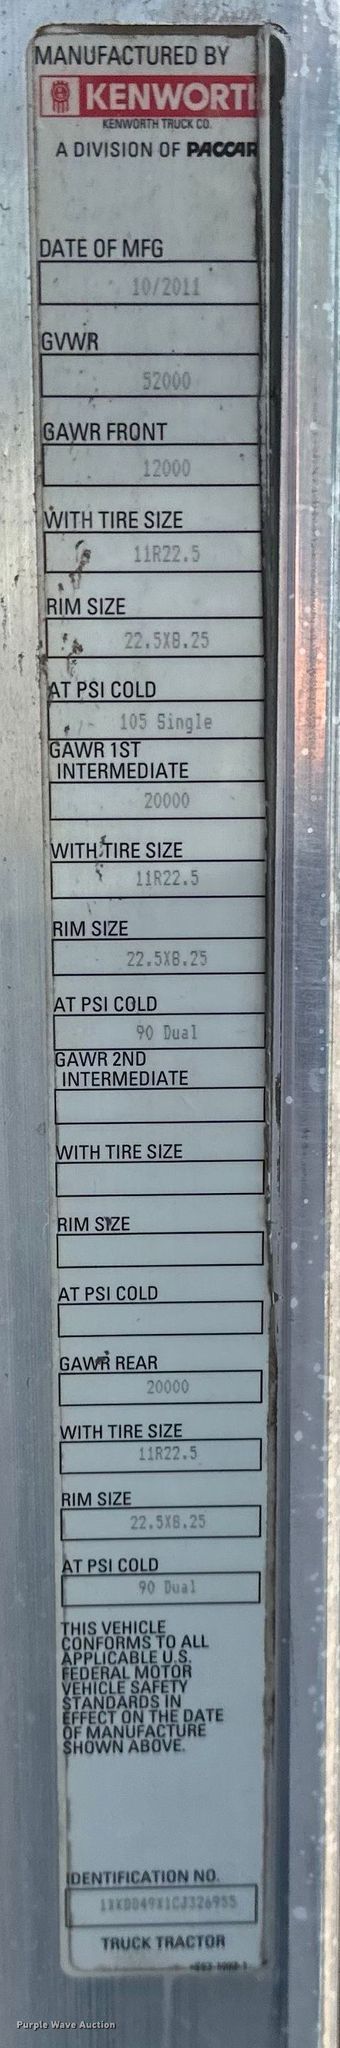 MANUFACTURED BY
KENWORTH
KENWORTH TRUCK CO.
A DIVISION OF PACCAR
DATE OF MFG
10/2011
GVWR
52000
GAWR FRONT
12000
WITH TIRE SIZE
11R22.5
RIM SIZE
22.5X8.25
AT PSI COLD
105 Single
GAWR 1ST
INTERMEDIATE
20000
WITH TIRE SIZE
11R22.5
RIM SIZE
22.5X8.25
AT PSI COLD
90 Dual
GAWR 2ND
INTERMEDIATE
WITH TIRE SIZE
RIM SIZE
AT PSI COLD
GAWR REAR
20000
WITH TIRE SIZE
11R22.5
RIM SIZE
22.5X8.25
AT PSI COLD
90 Dual
THIS VEHICLE
CONFORMS TO ALL
APPLICABLE U.S.
FEDERAL MOTOR
VEHICLE SAFETY
STANDARDS IN
EFFECT ON THE DATE
OF MANUFACTURE
SHOWN ABOVE.
IDENTIFICATION NO.
1XKDD49X1CJ326955
TRUCK TRACTOR
Purple Wave Auction